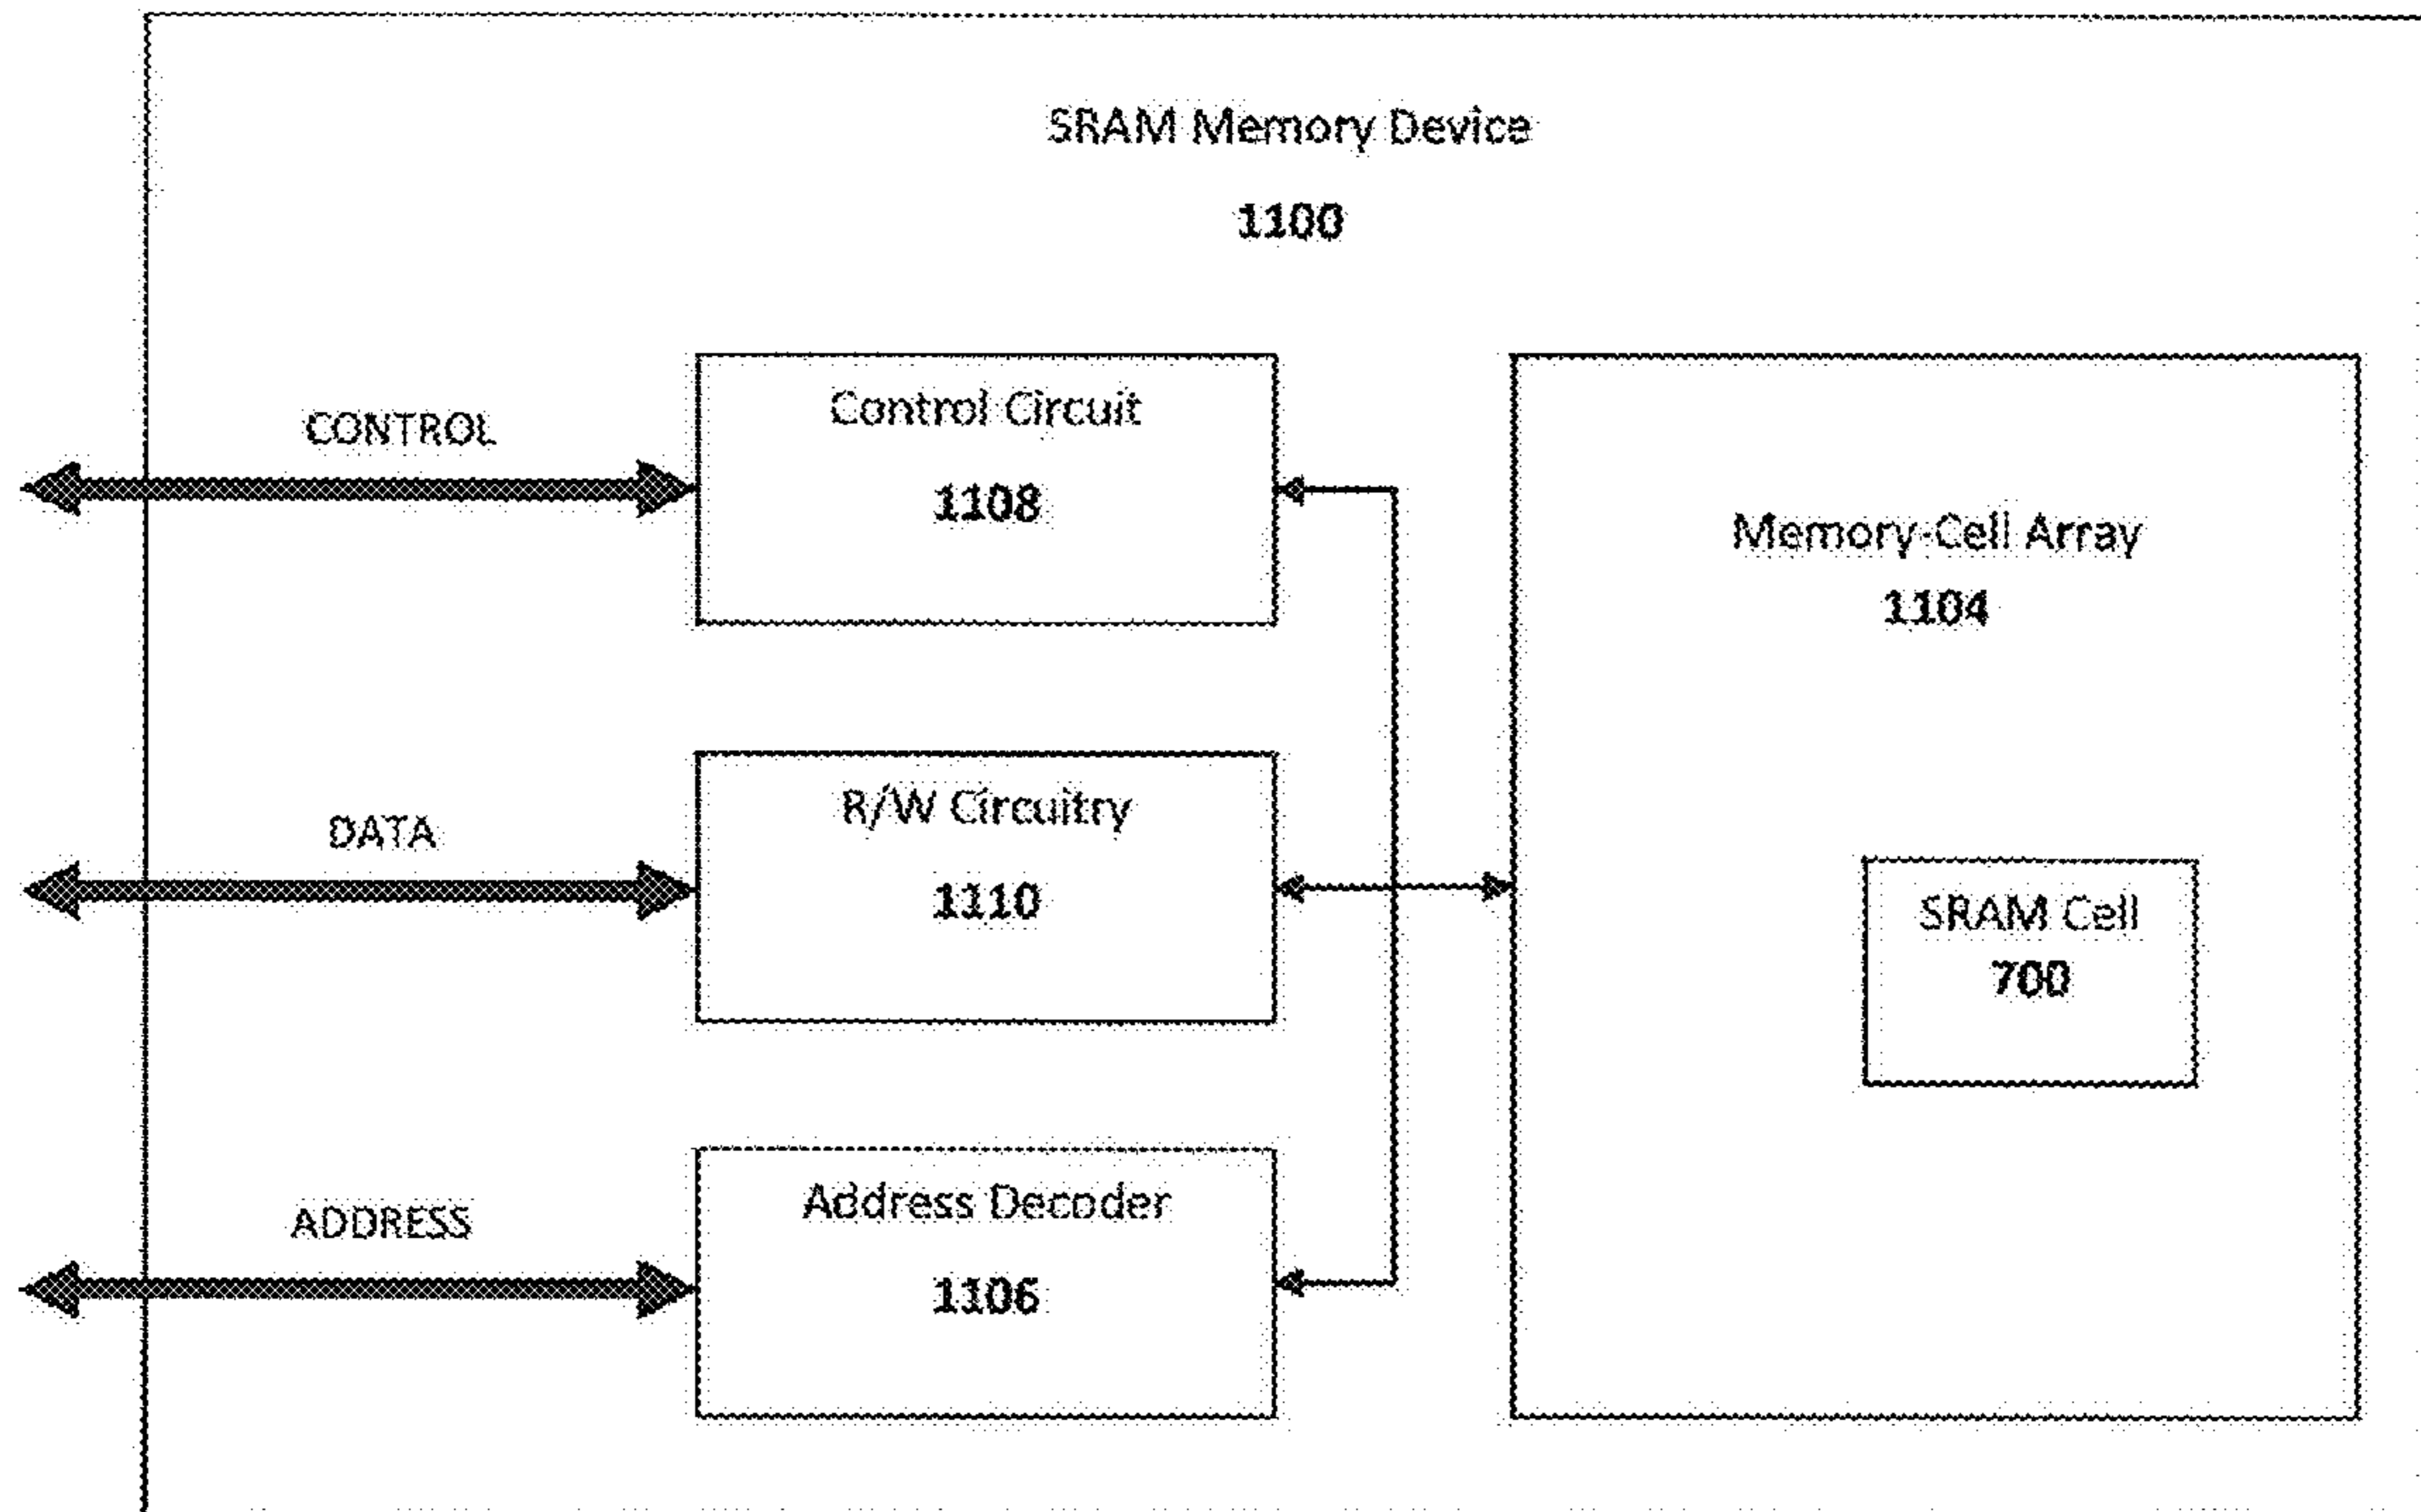 SRAM Memory Device
1100
CONTROL
Control Circuit
1108
Memory-Cell Array
1104
DATA
R/W Circuitry
1110
SRAM Cell
700
ADDRESS
Address Decoder
1106